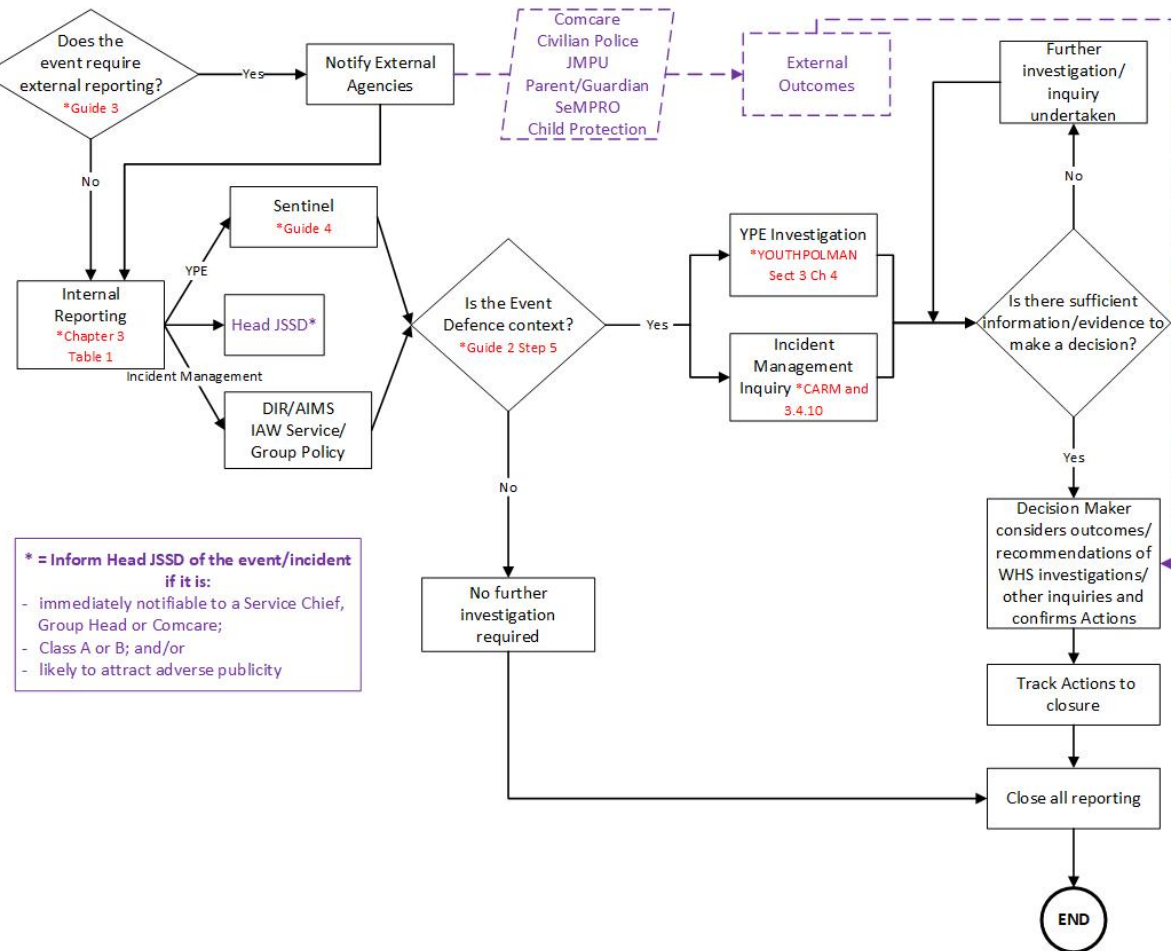 Does the
event require
external reporting?
*Guide 3
Yes
Notify External
Agencies
Comcare
Civilian Police
JMPU
Parent/Guardian
SeMPRO
Child Protection
External
Outcomes
Further
investigation/
inquiry
undertaken
No
No
Sentinel
*Guide 4
YPE
Internal
Reporting
*Chapter 3
Table 1
Head JSSD*
Incident Management
DIR/AIMS
IAW Service/
Group Policy
Is the Event
Defence context?
*Guide 2 Step 5
Yes
YPE Investigation
*YOUTHPOLMAN
Sect 3 Ch 4
Incident
Management
Inquiry *CARM and
3.4.10
Is there sufficient
information/evidence to
make a decision?
Yes
No
Decision Maker
considers outcomes/
recommendations of
WHS investigations/
other inquiries and
confirms Actions
* = Inform Head JSSD of the event/incident
if it is:
- immediately notifiable to a Service Chief,
Group Head or Comcare;
- Class A or B; and/or
- likely to attract adverse publicity
No further
investigation
required
Track Actions to
closure
Close all reporting
END